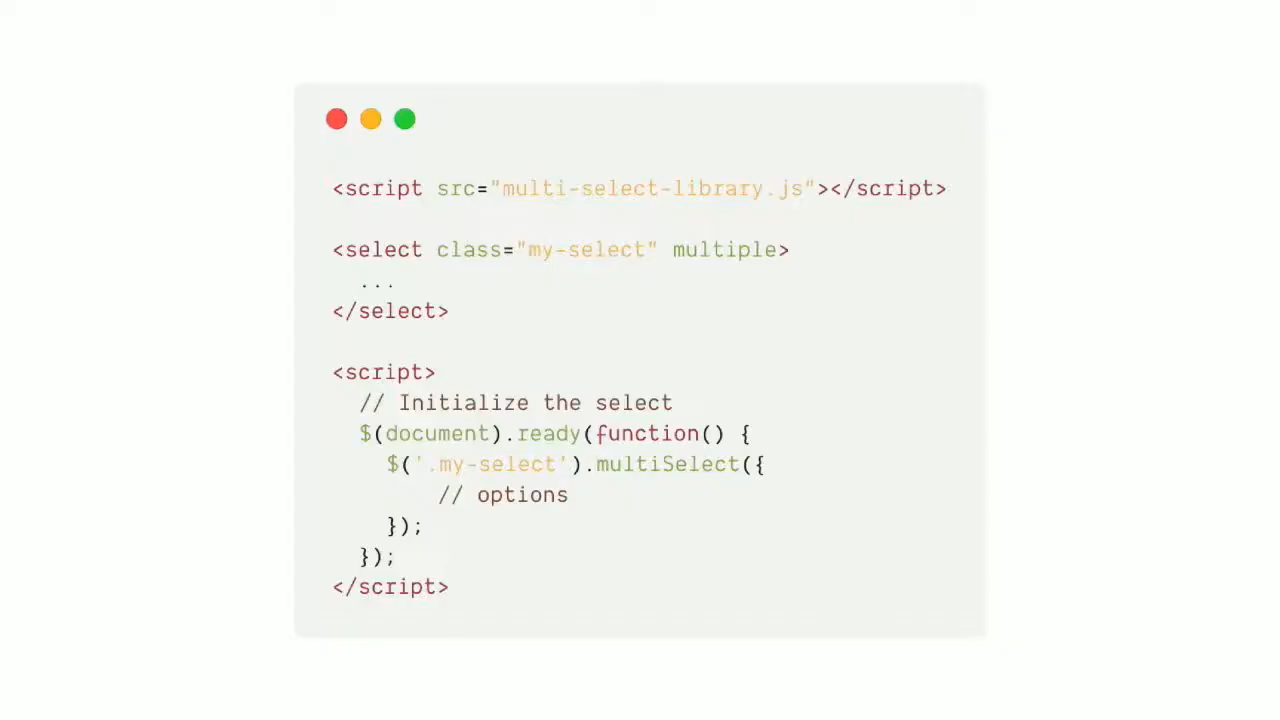 <script src="multi-select-library.js"></script>
<select class="my-select" multiple>
...
</select>
<script>
// Initialize the select
$(document).ready(function() {
$('.my-select').multiSelect({
// options
});
});
</script>